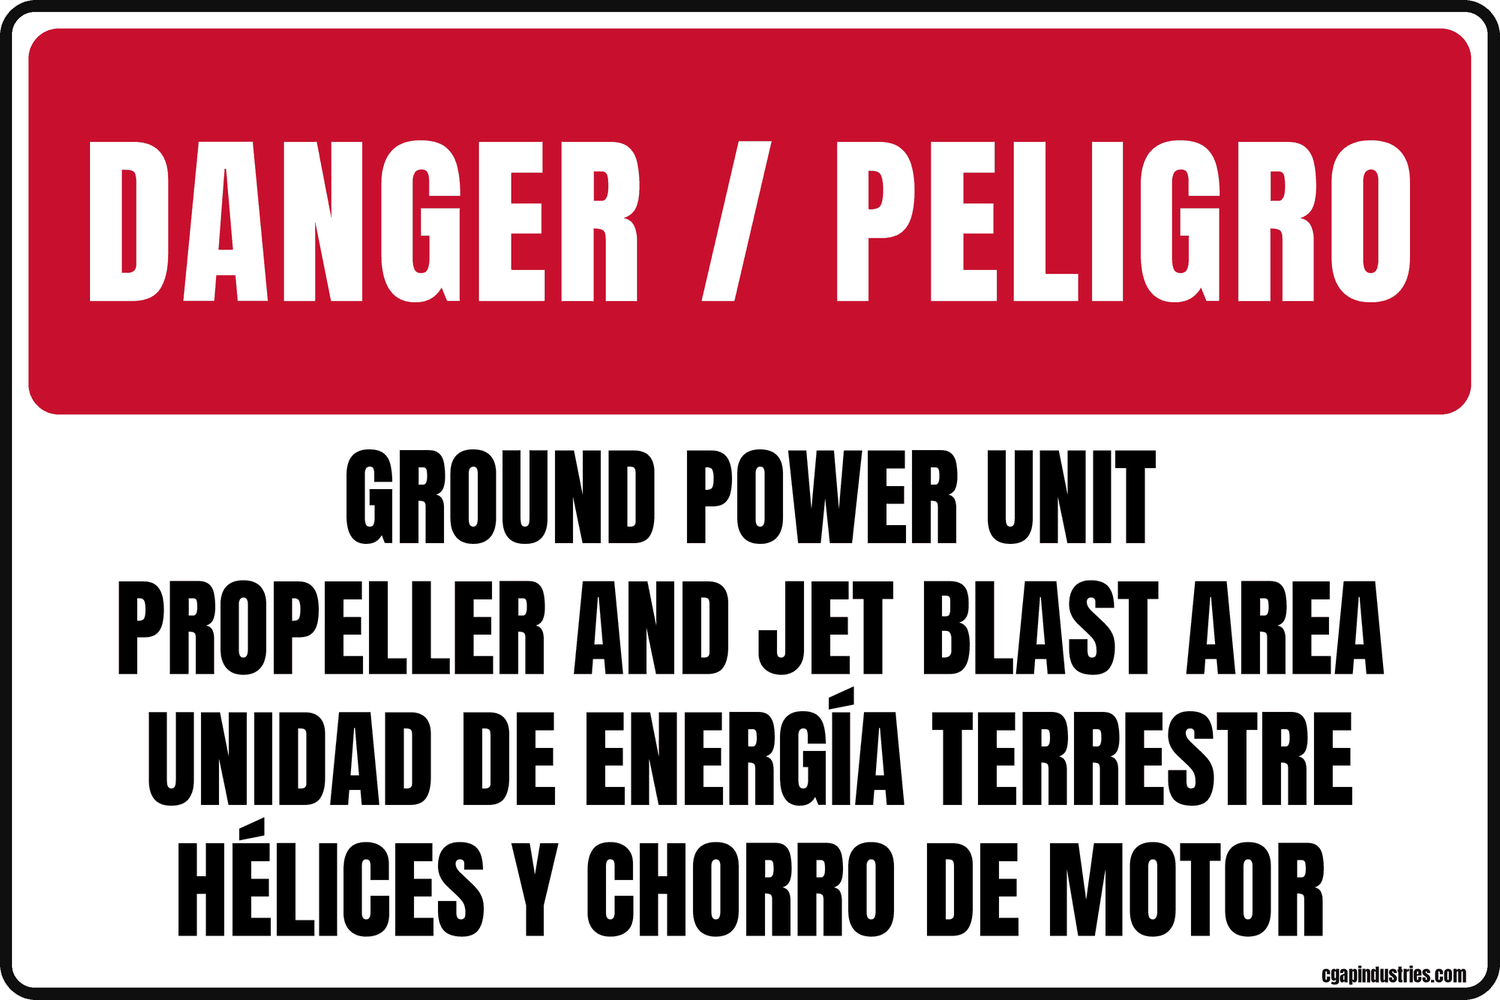 DANGER / PELIGRO
GROUND POWER UNIT
PROPELLER AND JET BLAST AREA
UNIDAD DE ENERGÍA TERRESTRE
HÉLICES Y CHORRO DE MOTOR
cgapindustries.com